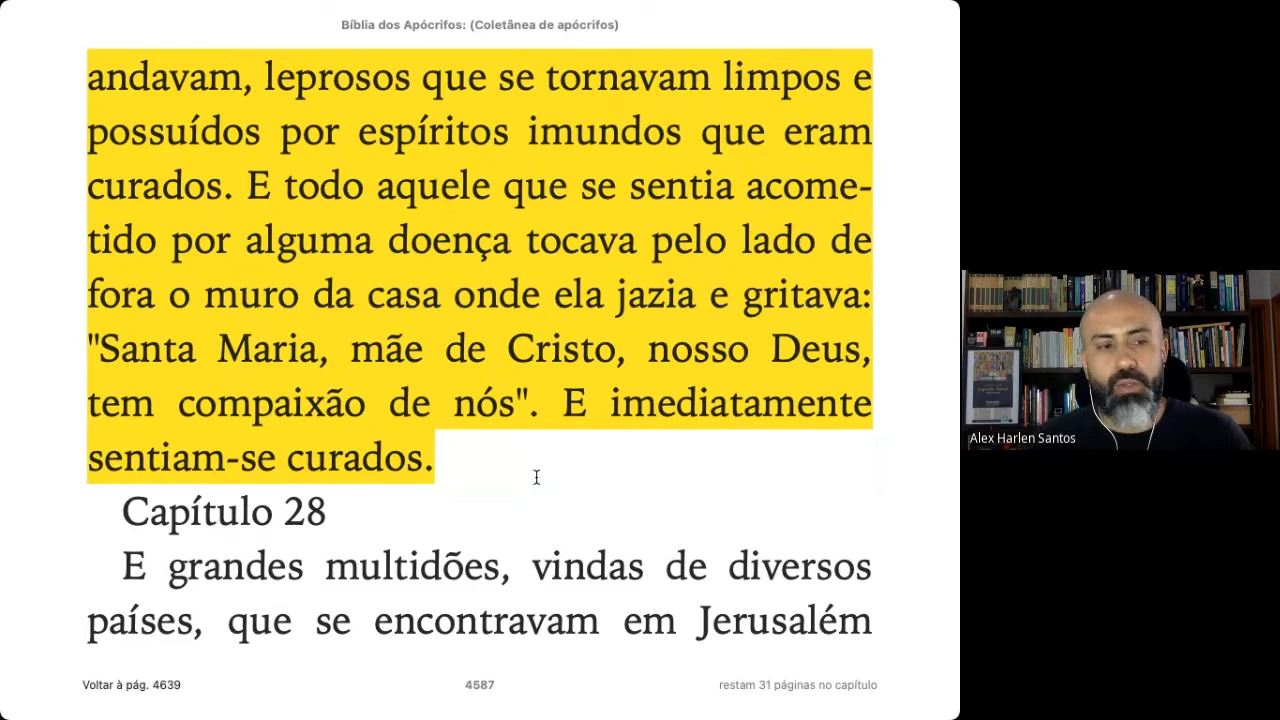 Bíblia dos Apócrifos: (Coletânea de apócrifos)
andavam, leprosos que se tornavam limpos e
possuídos por espíritos imundos que eram
curados. E todo aquele que se sentia acome-
tido por alguma doença tocava pelo lado de
fora o muro da casa onde ela jazia e gritava:
"Santa Maria, mãe de Cristo, nosso Deus,
tem compaixão de nós". E imediatamente
sentiam-se curados.
Capítulo 28
E grandes multidões, vindas de diversos
países, que se encontravam em Jerusalém
Voltar à pág. 4639
4587
restam 31 páginas no capítulo
Alex Harlen Santos